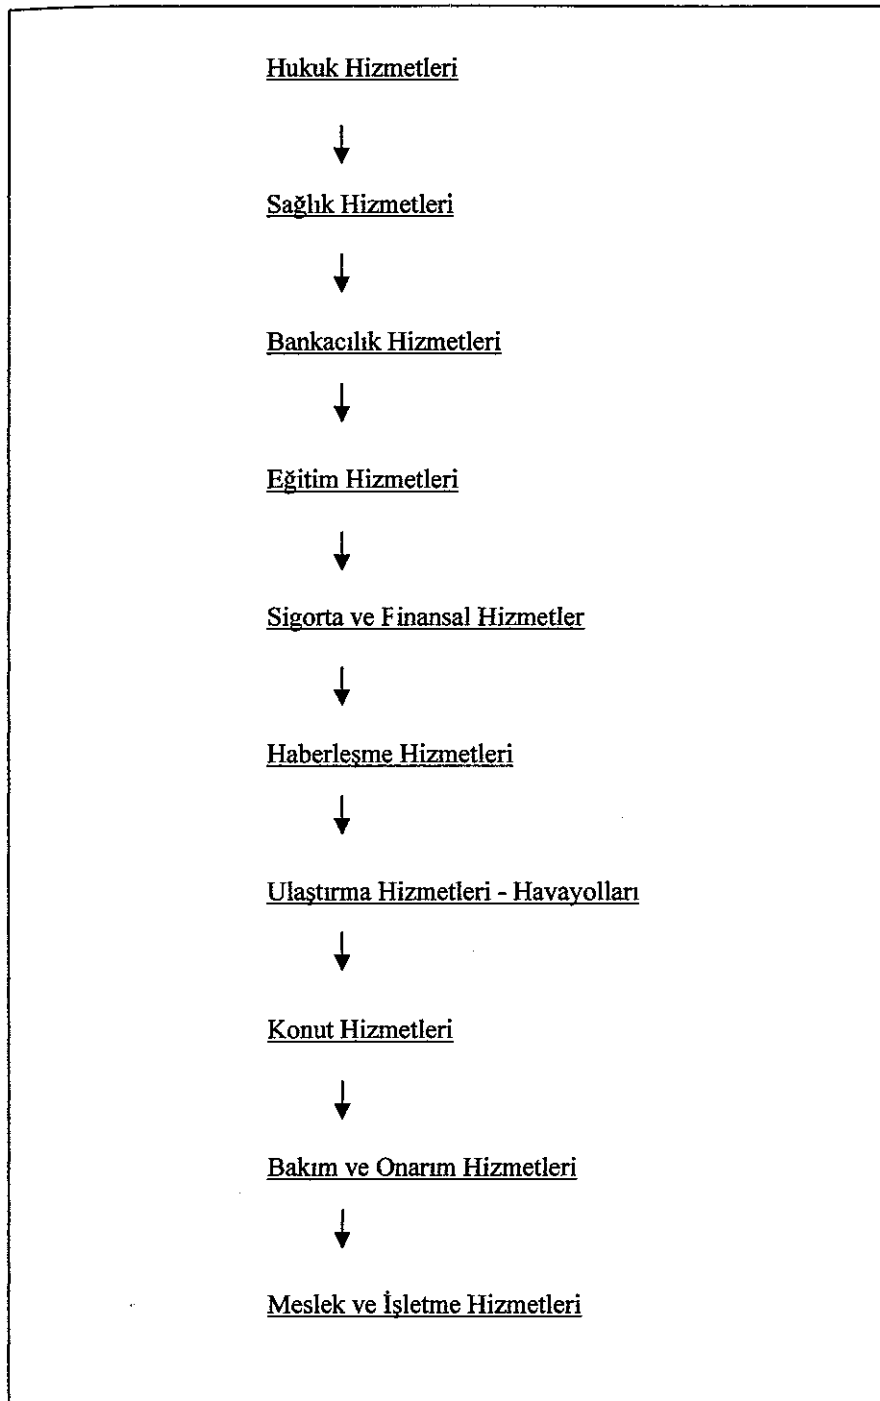 Hukuk Hizmetleri
Sağlık Hizmetleri
Bankacılık Hizmetleri
Eğitim Hizmetleri
Sigorta ve Finansal Hizmetler
Haberleşme Hizmetleri
Ulaştırma Hizmetleri - Havayolları
Konut Hizmetleri
Bakım ve Onarım Hizmetleri
Meslek ve İşletme Hizmetleri